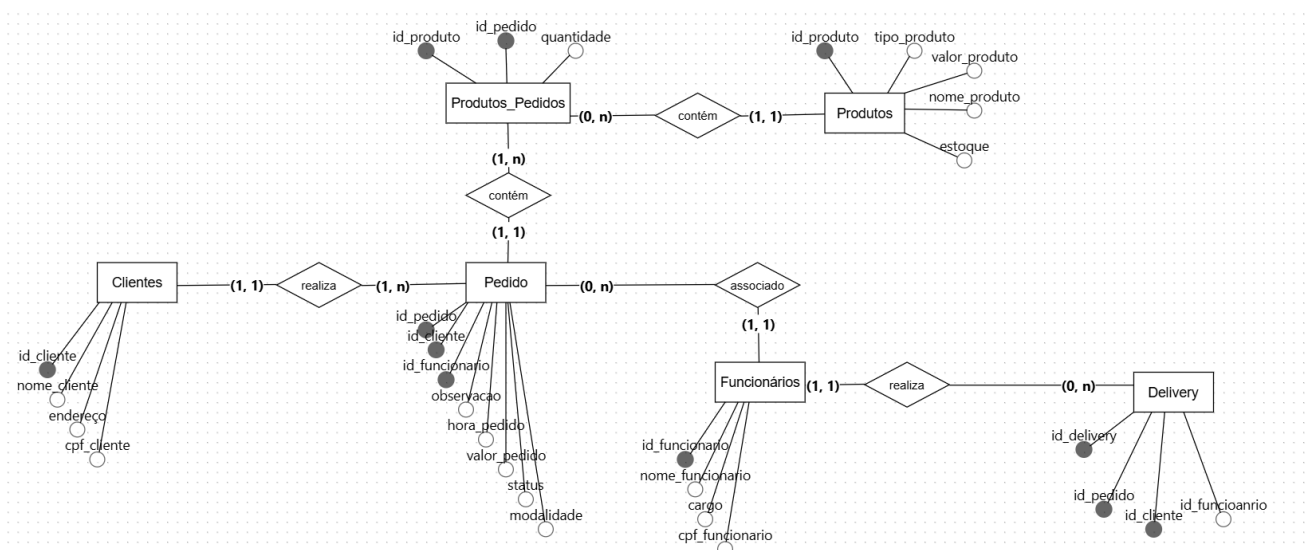 id_produto
id_pedido
quantidade
Produtos_Pedidos
(0, n)
contém
(1, 1)
id_produto
tipo_produto
valor_produto
nome_produto
Produtos
estoque
(1, n)
contém
(1, 1)
Clientes
(1, 1)
realiza
(1, n)
Pedido
(0, n)
associado
(1, 1)
id_cliente
nome_cliente
endereço
cpf_cliente
id_pedido
id_cliente
id_funcionario
observacao
hora_pedido
valor_pedido
status
modalidade
Funcionários
(1, 1)
realiza
(0, n)
Delivery
id_funcionario
nome_funcionario
cargo
cpf_funcionario
id_delivery
id_pedido
id_cliente
id_funcioanrio